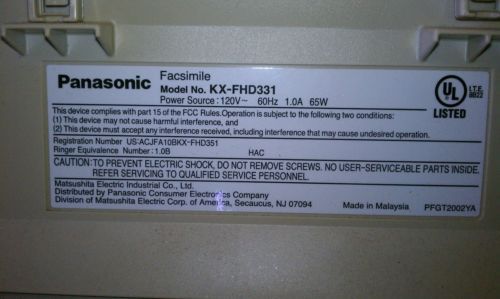 Panasonic
Facsimile
Model No. KX-FHD331
Power Source : 120V~ 60Hz 1.0A 65W
UL
®
LISTED
I.T.E.
8B22
This device complies with part 15 of the FCC Rules.Operation is subject to the following two conditions:
(1) This device may not cause harmful interference, and
(2) This device must accept any interference received, including interference that may cause undesired operation.
Registration Number US:ACJFA10BKX-FHD351
Ringer Equivalence Number :1.0B HAC
CAUTION:TO PREVENT ELECTRIC SHOCK, DO NOT REMOVE SCREWS. NO USER-SERVICEABLE PARTS INSIDE.
REFER SERVICING TO QUALIFIED SERVICE PERSONNEL.
Matsushita Electric Industrial Co., Ltd.
Distributed by Panasonic Consumer Electronics Company
Division of Matsushita Electric Corp. of America, Secaucus, NJ 07094
Made in Malaysia PFGT2002YA